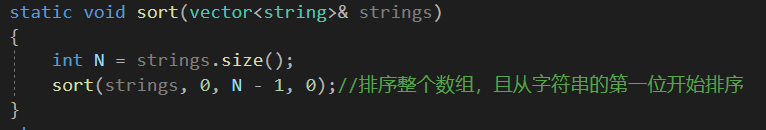 static void sort(vector<string>& strings)
{
    int N = strings.size();
    sort(strings, 0, N - 1, 0);//排序整个数组，且从字符串的第一位开始排序
}